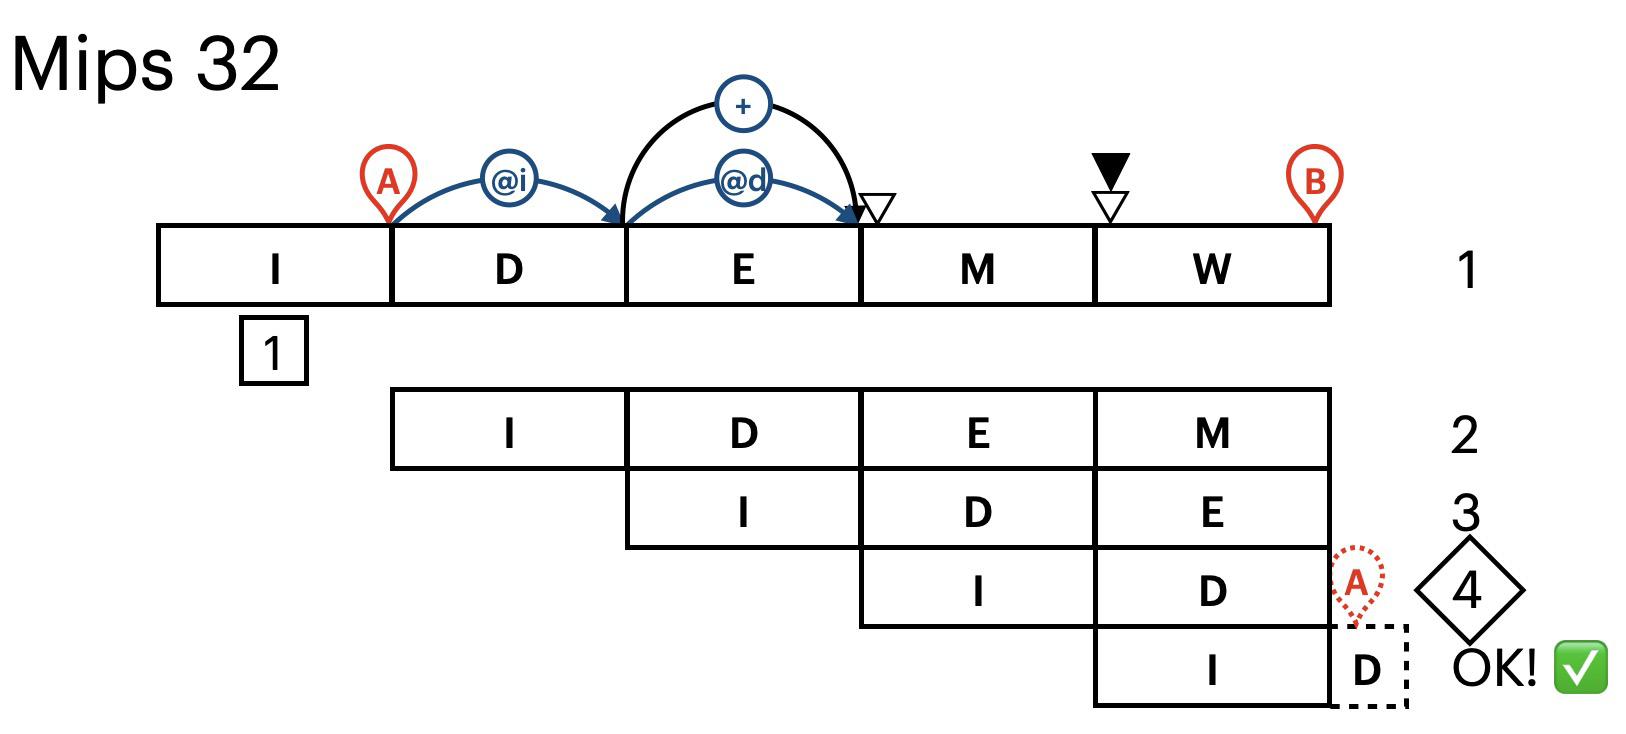 Mips 32
+
A @i @d B
I D E M W 1
1
I D E M 2
I D E 3
I D A 4
I D OK! ✅